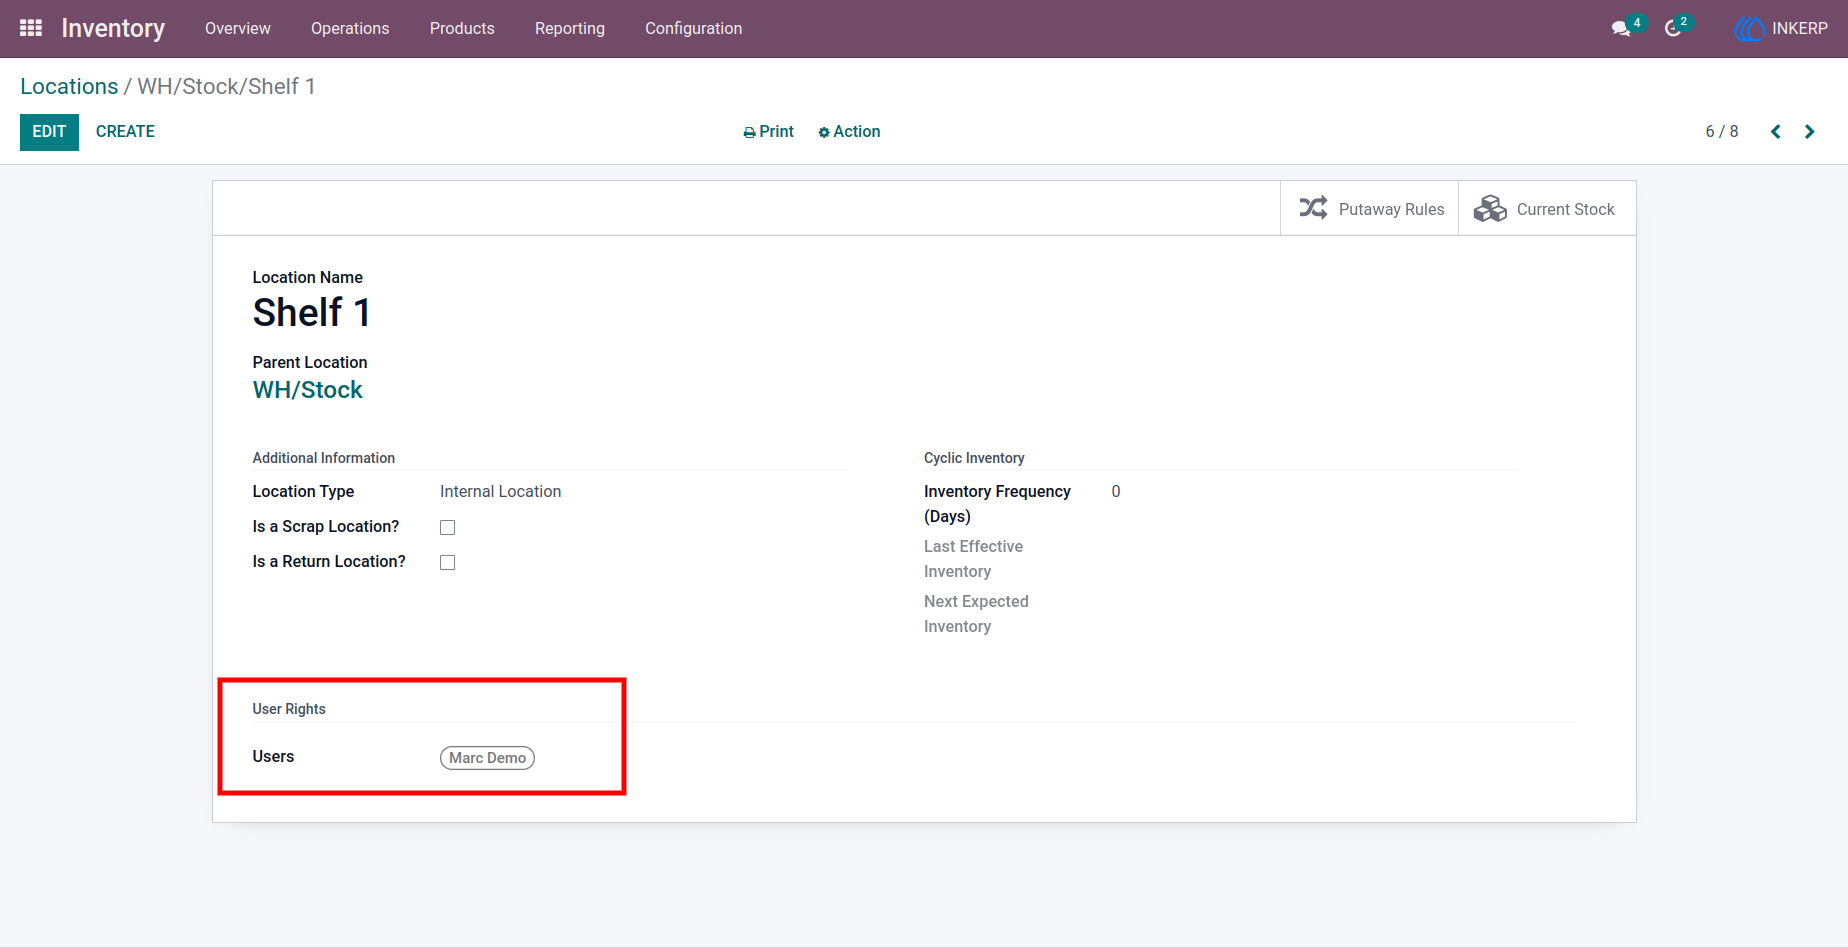 Inventory Overview Operations Products Reporting Configuration 4 2 INKERP
Locations / WH/Stock/Shelf 1
EDIT CREATE Print Action 6 / 8
Putaway Rules Current Stock
Location Name
Shelf 1
Parent Location
WH/Stock
Additional Information
Location Type Internal Location
Is a Scrap Location?
Is a Return Location?
Cyclic Inventory
Inventory Frequency 0
(Days)
Last Effective
Inventory
Next Expected
Inventory
User Rights
Users Marc Demo